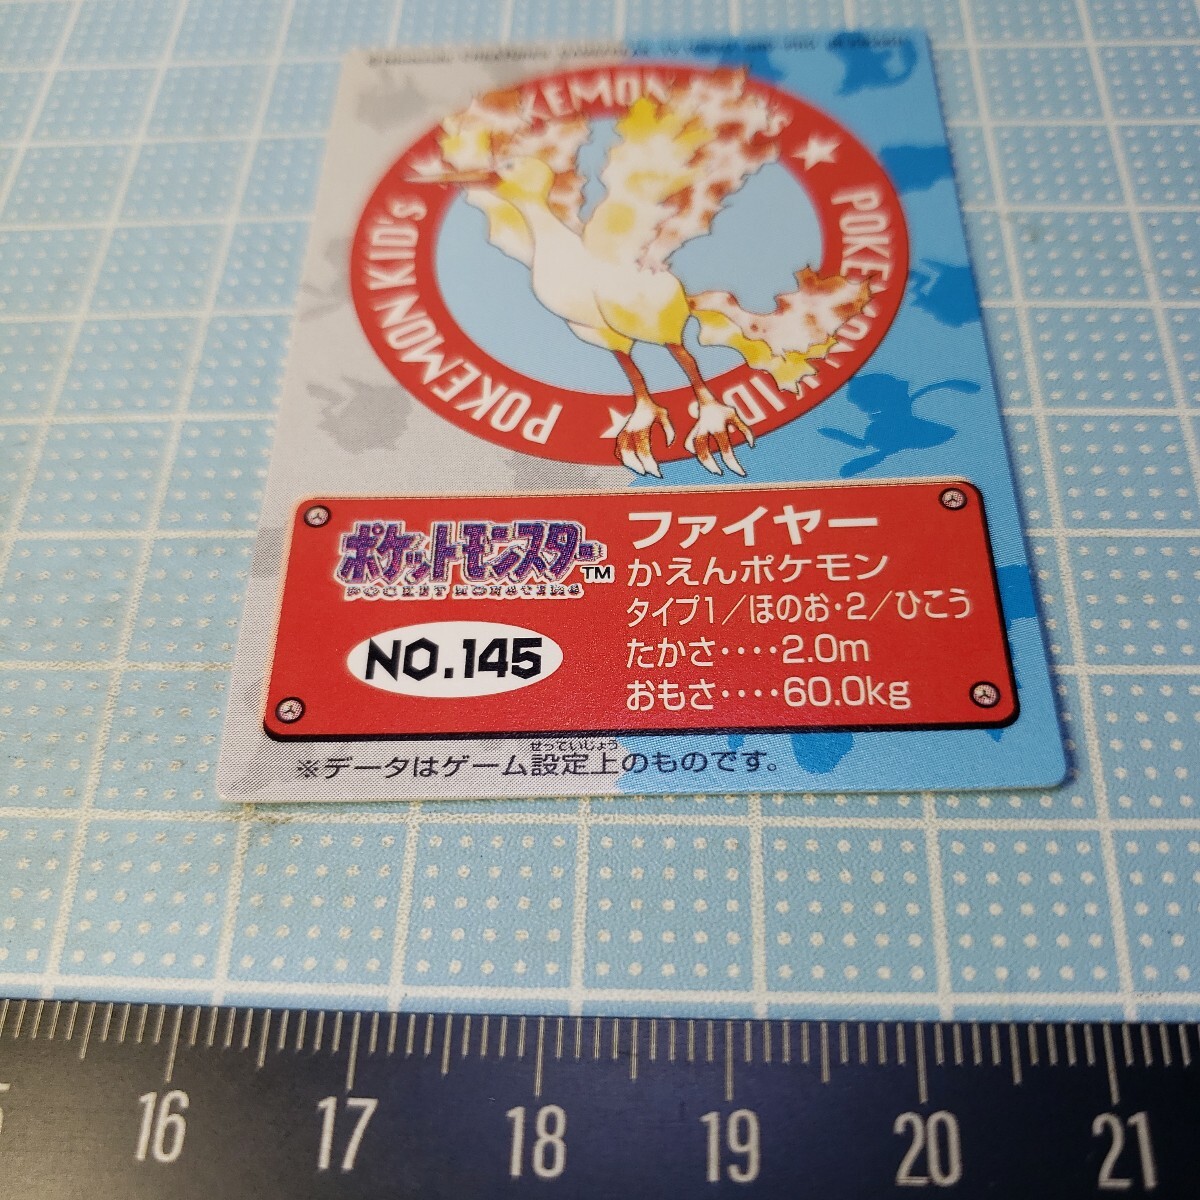 POKEMON KID's
POKEMON KID's
ポケットモンスター TM
POCKET MONSTERS
NO.145
ファイヤー
かえんポケモン
タイプ1/ほのお・2/ひこう
たかさ････2.0m
おもさ････60.0kg
せっていじょう
※データはゲーム設定上のものです。
16 17 18 19 20 21